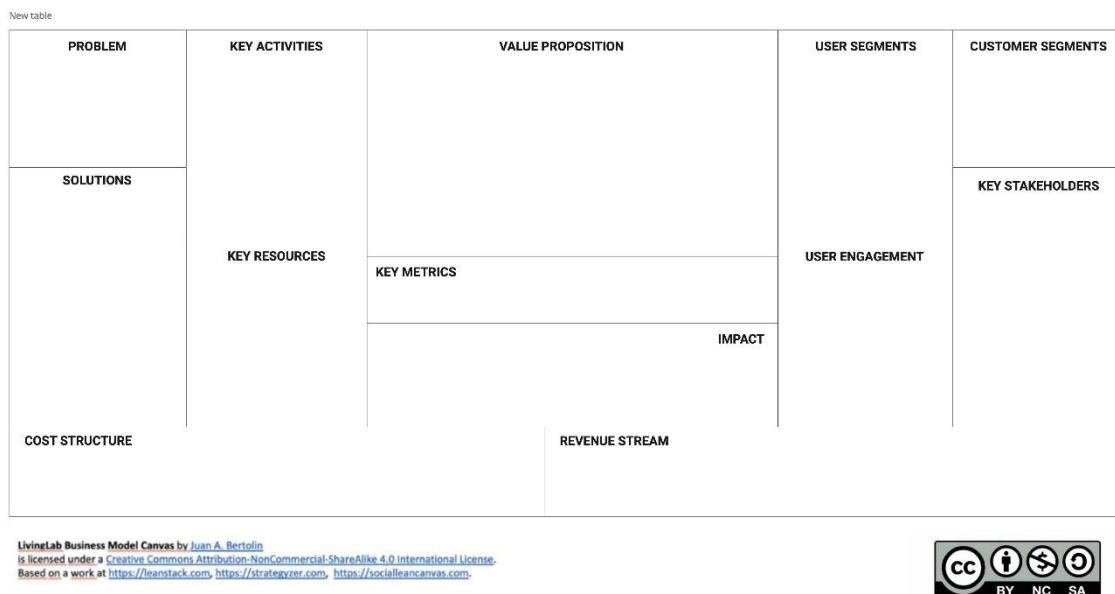 New table
PROBLEM
KEY ACTIVITIES
VALUE PROPOSITION
USER SEGMENTS
CUSTOMER SEGMENTS
SOLUTIONS
KEY STAKEHOLDERS
KEY RESOURCES
USER ENGAGEMENT
KEY METRICS
IMPACT
COST STRUCTURE
REVENUE STREAM
LivingLab Business Model Canvas by Juan A. Bertolin
is licensed under a Creative Commons Attribution-NonCommercial-ShareAlike 4.0 International License.
Based on a work at https://leanstack.com, https://strategyzer.com, https://socialleancanvas.com.
cc
BY NC SA